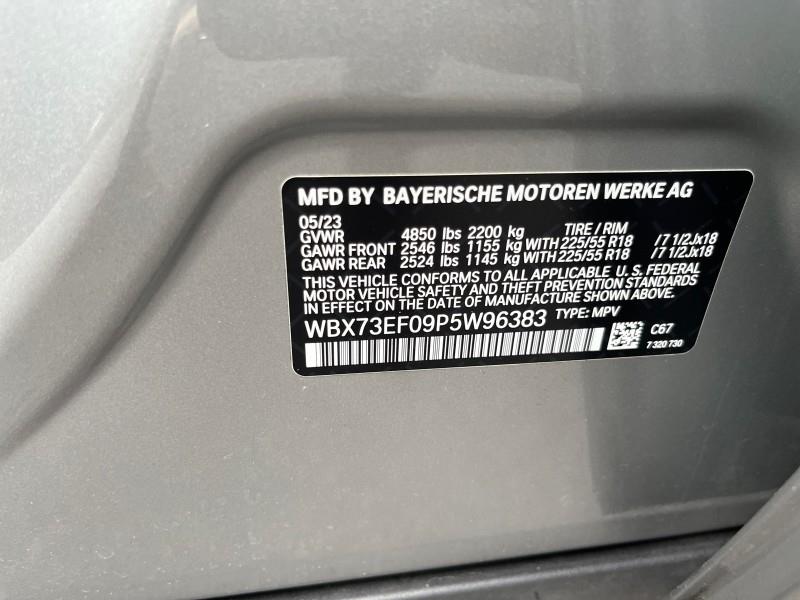 MFD BY BAYERISCHE MOTOREN WERKE AG
05/23
GVWR 4850 lbs 2200 kg TIRE / RIM
GAWR FRONT 2546 lbs 1155 kg WITH 225/55 R18 /7 1/2Jx18
GAWR REAR 2524 lbs 1145 kg WITH 225/55 R18 /7 1/2Jx18
THIS VEHICLE CONFORMS TO ALL APPLICABLE U.S. FEDERAL
MOTOR VEHICLE SAFETY AND THEFT PREVENTION STANDARDS
IN EFFECT ON THE DATE OF MANUFACTURE SHOWN ABOVE.
WBX73EF09P5W96383 TYPE: MPV
C67
7 320 730